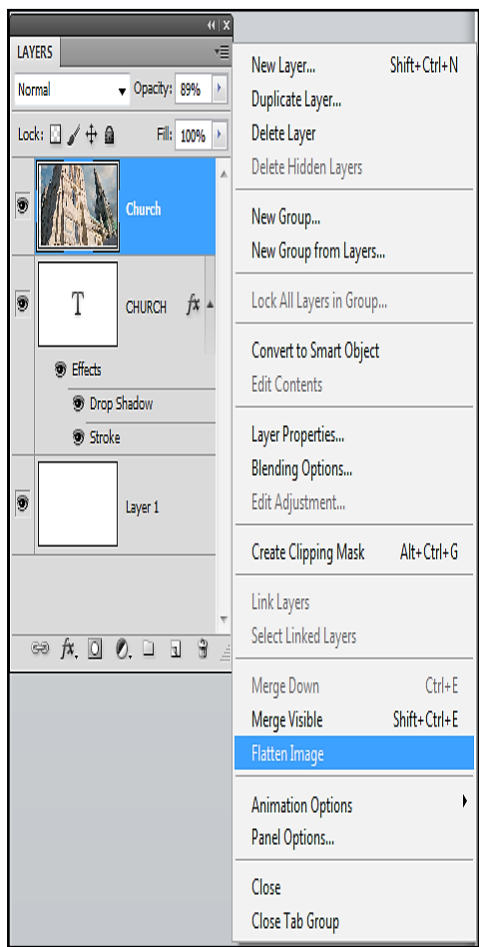 LAYERS
Normal Opacity: 89%
Lock: Fill: 100%
Church
T CHURCH fx
Effects
Drop Shadow
Stroke
Layer 1
fx.
New Layer... Shift+Ctrl+N
Duplicate Layer...
Delete Layer
Delete Hidden Layers
New Group...
New Group from Layers...
Lock All Layers in Group...
Convert to Smart Object
Edit Contents
Layer Properties...
Blending Options...
Edit Adjustment...
Create Clipping Mask Alt+Ctrl+G
Link Layers
Select Linked Layers
Merge Down Ctrl+E
Merge Visible Shift+Ctrl+E
Flatten Image
Animation Options
Panel Options...
Close
Close Tab Group